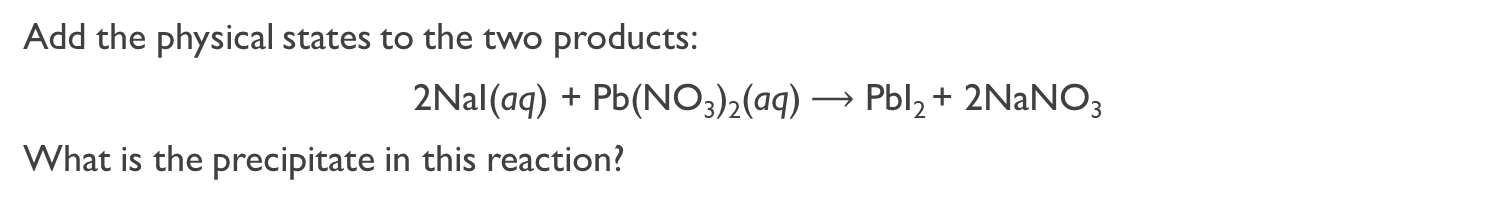 Add the physical states to the two products:
2NaI(aq) + Pb(NO₃)₂(aq) ⟶ PbI₂ + 2NaNO₃
What is the precipitate in this reaction?